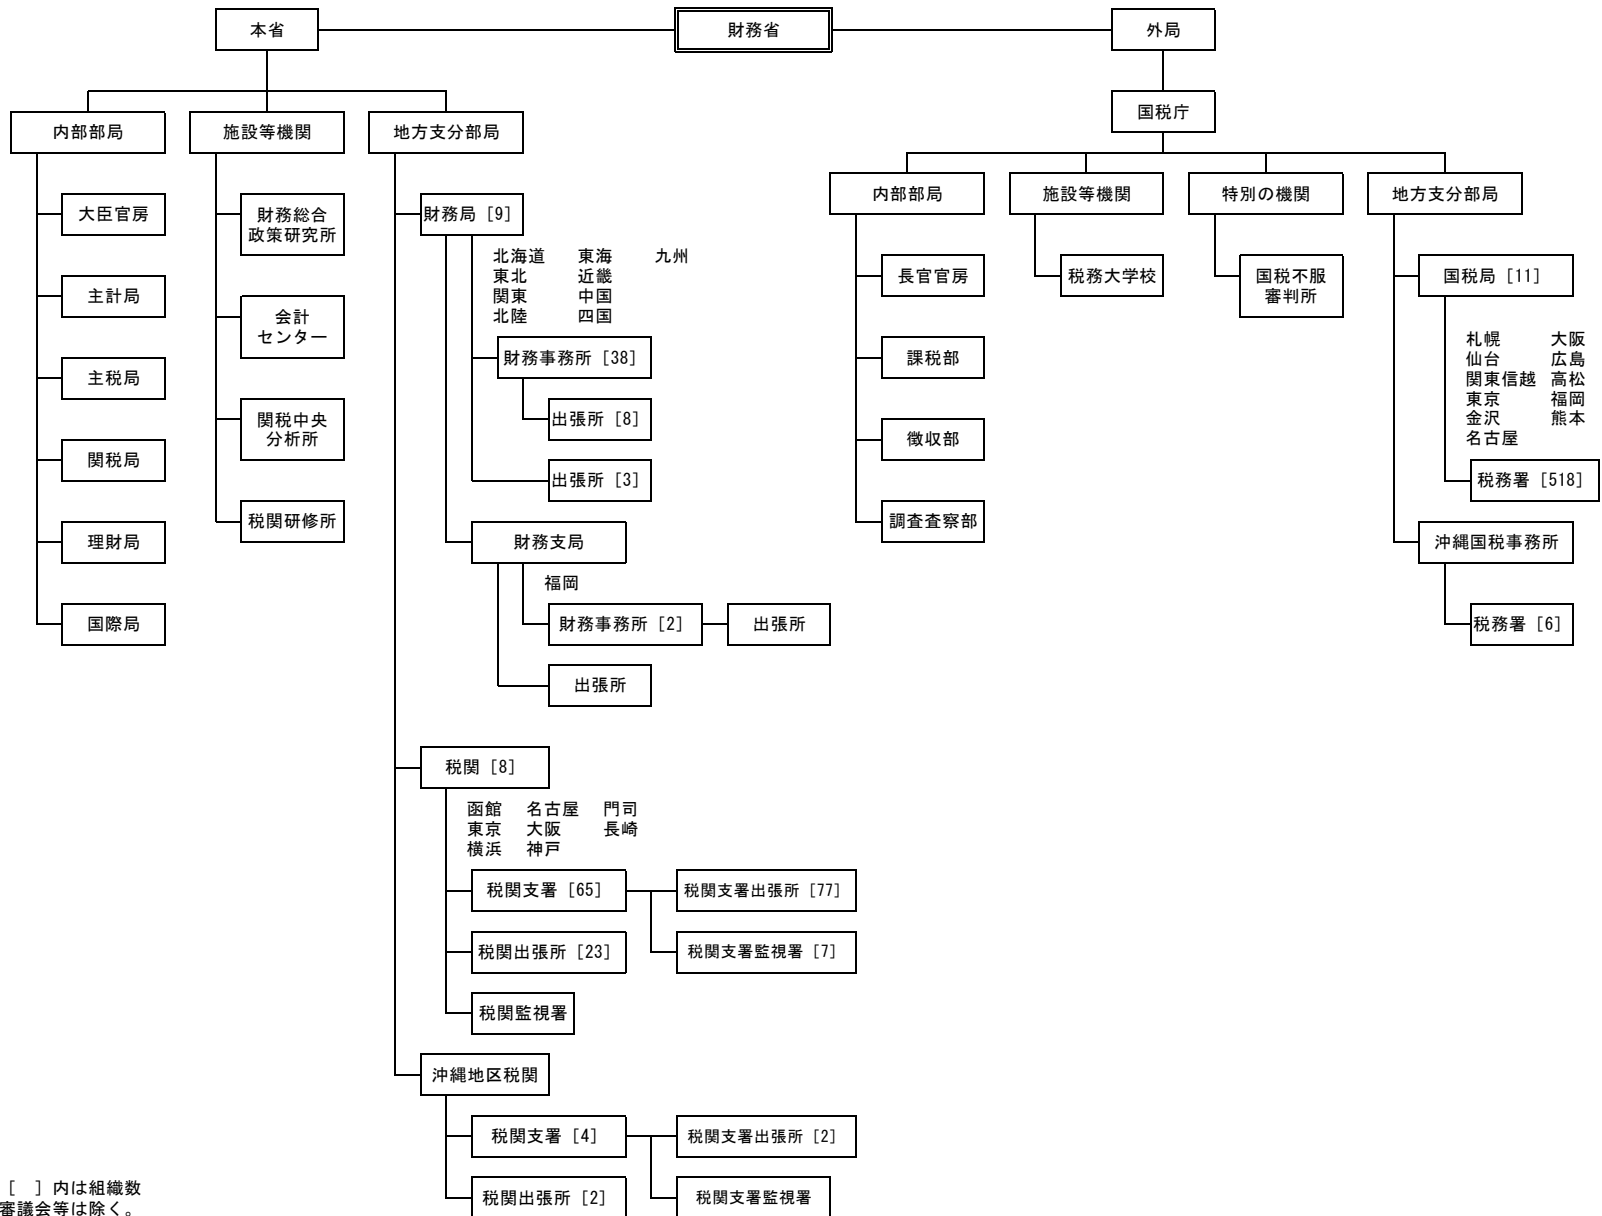 本省
財務省
外局
国税庁
内部部局
施設等機関
地方支分部局
内部部局
施設等機関
特別の機関
地方支分部局
大臣官房
主計局
主税局
関税局
理財局
国際局
財務総合
政策研究所
会計
センター
関税中央
分析所
税関研修所
財務局［9］
北海道 東海 九州
東北 近畿
関東 中国
北陸 四国
財務事務所［38］
出張所［8］
出張所［3］
財務支局
福岡
財務事務所［2］
出張所
出張所
税関［8］
函館 名古屋 門司
東京 大阪 長崎
横浜 神戸
税関支署［65］
税関支署出張所［77］
税関支署監視署［7］
税関出張所［23］
税関監視署
沖縄地区税関
税関支署［4］
税関支署出張所［2］
税関支署監視署
税関出張所［2］
長官官房
課税部
徴収部
調査査察部
税務大学校
国税不服
審判所
国税局［11］
札幌 大阪
仙台 広島
関東信越 高松
東京 福岡
金沢 熊本
名古屋
税務署［518］
沖縄国税事務所
税務署［6］
［ ］内は組織数
審議会等は除く。